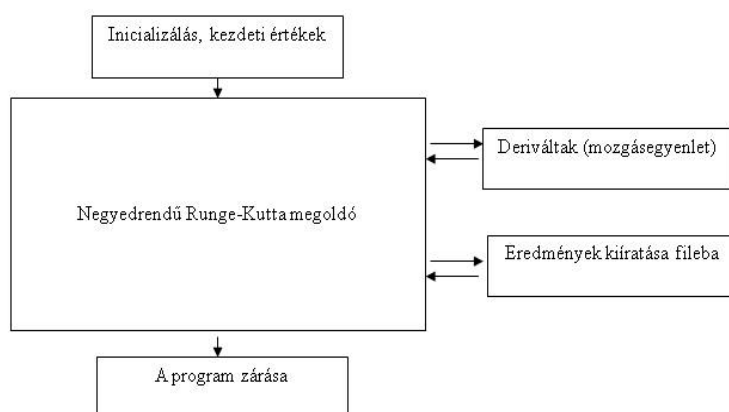 Inicializálás, kezdeti értékek
Deriváltak (mozgásegyenlet)
Negyedrendű Runge-Kutta megoldó
Eredmények kiíratása fileba
A program zárása